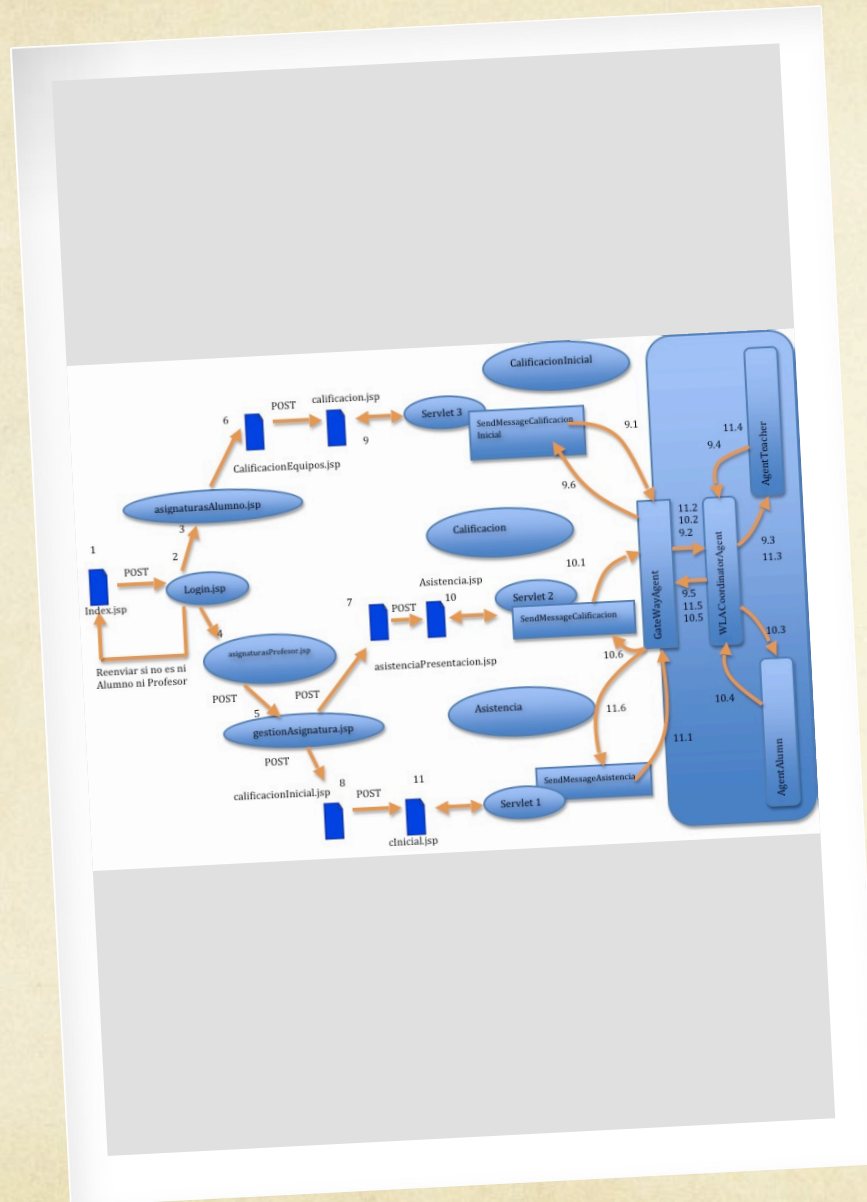 CalificacionInicial
POST
calificacion.jsp
6
9
Servlet 3
SendMessageCalificacion
Inicial
9.1
11.4
9.4
AgentTeacher
CalificacionEquipos.jsp
9.6
asignaturasAlumno.jsp
3
2
1
POST
Index.jsp
Login.jsp
Reenviar si no es ni
Alumno ni Profesor
4
asignaturasProfesor.jsp
Calificacion
11.2
10.2
9.2
GateWayAgent
WLACoordinatorAgent
9.3
11.3
9.5
11.5
10.5
10.1
Asistencia.jsp
10
7
POST
Servlet 2
SendMessageCalificacion
asistenciaPresentacion.jsp
10.6
10.3
10.4
AgentAlumn
POST
POST
5
gestionAsignatura.jsp
Asistencia
11.6
11.1
POST
calificacionInicial.jsp
8
POST
11
cInicial.jsp
SendMessageAsistencia
Servlet 1